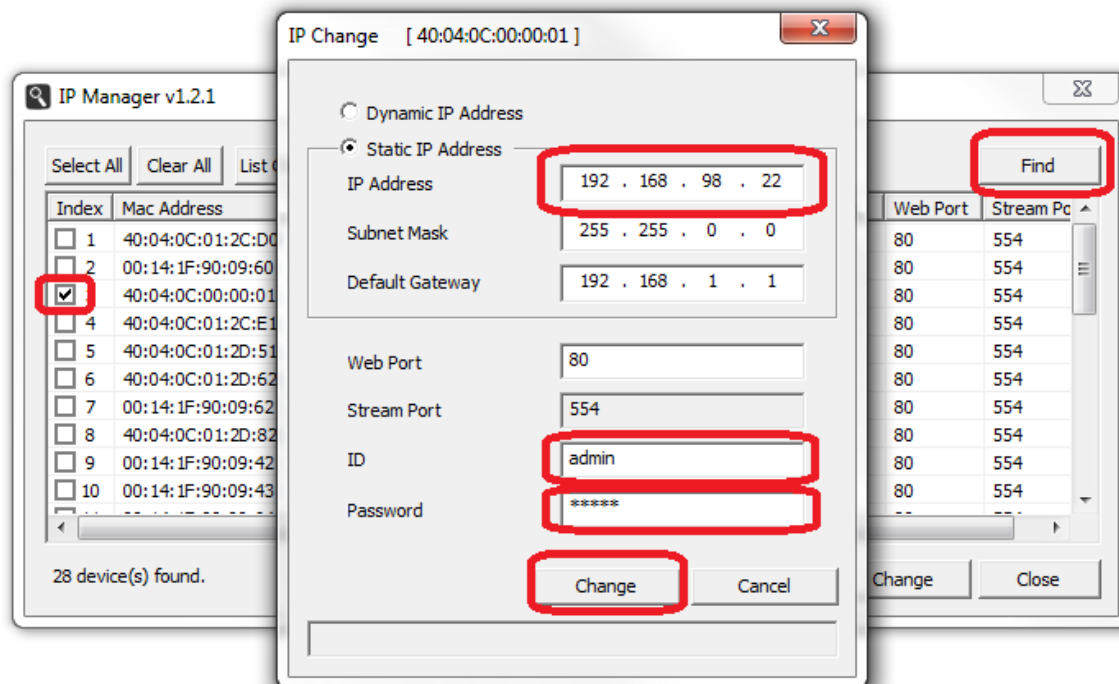 IP Change [ 40:04:0C:00:00:01 ]
Dynamic IP Address
Static IP Address
IP Address 192 . 168 . 98 . 22
Subnet Mask 255 . 255 . 0 . 0
Default Gateway 192 . 168 . 1 . 1
Web Port 80
Stream Port 554
ID admin
Password *****
Change Cancel
IP Manager v1.2.1
Select All Clear All List Find
Index Mac Address Web Port Stream Po
1 40:04:0C:01:2C:D0 80 554
2 00:14:1F:90:09:60 80 554
40:04:0C:00:00:01 80 554
4 40:04:0C:01:2C:E1 80 554
5 40:04:0C:01:2D:51 80 554
6 40:04:0C:01:2D:62 80 554
7 00:14:1F:90:09:62 80 554
8 40:04:0C:01:2D:82 80 554
9 00:14:1F:90:09:42 80 554
10 00:14:1F:90:09:43 80 554
28 device(s) found. Change Close